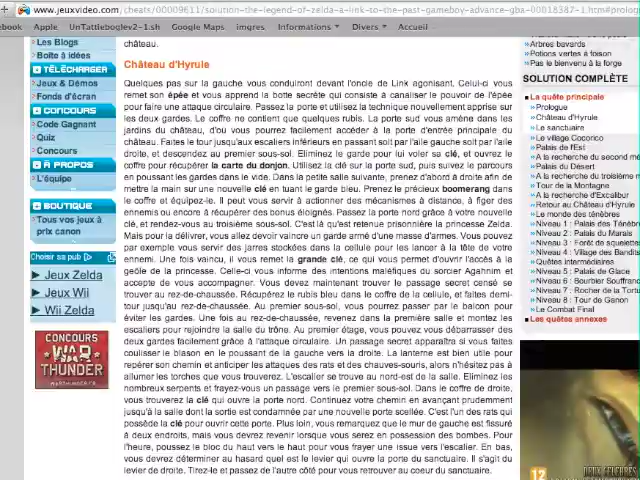 www.jeuxvideo.com/cheats/00009611/solution-the-legend-of-zelda-a-link-to-the-past-gameboy-advance-gba-00018387-1.htm#prolog
ebook Apple UnTattieboglev2-1.sh Google Maps imgres Informations Divers Accueil
Les Blogs
Boîte à idées
TÉLÉCHARGER
Jeux & Démos
Fonds d'écran
CONCOURS
Code Gagnant
Quiz
Concours
À PROPOS
L'équipe
BOUTIQUE
Tous vos jeux à
prix canon
Choisir sa pub
Jeux Zelda
Jeux Wii
Wii Zelda
CONCOURS
WAR
THUNDER
château.
Château d'Hyrule
Quelques pas sur la gauche vous conduiront devant l'oncle de Link agonisant. Celui-ci vous
remet son épée et vous apprend la botte secrète qui consiste à canaliser le pouvoir de l'épée
pour faire une attaque circulaire. Passez la porte et utilisez la technique nouvellement apprise sur
les deux gardes. Le coffre ne contient que quelques rubis. La porte sud vous amène dans les
jardins du château, d'où vous pourrez facilement accéder à la porte d'entrée principale du
château. Faites le tour jusqu'aux escaliers inférieurs en passant soit par l'aile gauche soit par l'aile
droite, et descendez au premier sous-sol. Eliminez le garde pour lui voler sa clé, et ouvrez le
coffre pour récupérer la carte du donjon. Utilisez la clé sur la porte sud, puis suivez le parcours
en poussant les gardes dans le vide. Dans la petite salle suivante, prenez d'abord à droite afin de
mettre la main sur une nouvelle clé en tuant le garde bleu. Prenez le précieux boomerang dans
le coffre et équipez-le. Il peut vous servir à actionner des mécanismes à distance, à figer des
ennemis ou encore à récupérer des bonus éloignés. Passez la porte nord grâce à votre nouvelle
clé, et rendez-vous au troisième sous-sol. C'est là qu'est retenue prisonnière la princesse Zelda.
Mais pour la délivrer, vous allez devoir vaincre un garde armé d'une masse d'armes. Vous pouvez
par exemple vous servir des jarres stockées dans la cellule pour les lancer à la tête de votre
ennemi. Une fois vaincu, il vous remet la grande clé, ce qui vous permet d'ouvrir l'accès à la
geôle de la princesse. Celle-ci vous informe des intentions maléfiques du sorcier Agahnim et
accepte de vous accompagner. Vous devez maintenant trouver le passage secret censé se
trouver au rez-de-chaussée. Récupérez le rubis bleu dans le coffre de la cellule, et faites demi-
tour jusqu'au rez-de-chaussée. Au premier sous-sol, vous pourrez passer par le balcon pour
éviter les gardes. Une fois au rez-de-chaussée, revenez dans la première salle et montez les
escaliers pour rejoindre la salle du trône. Au premier étage, vous pouvez vous débarrasser des
deux gardes facilement grâce à l'attaque circulaire. Un passage secret apparaîtra si vous faites
coulisser le blason en le poussant de la gauche vers la droite. La lanterne est bien utile pour
repérer son chemin et anticiper les attaques des rats et des chauves-souris, alors n'hésitez pas à
allumer les torches que vous trouverez. L'escalier se trouve au nord-est de la salle. Eliminez les
nombreux serpents et frayez-vous un passage vers le premier sous-sol. Dans le coffre de droite,
vous trouverez la clé qui ouvre la porte nord. Continuez votre chemin en avançant prudemment
jusqu'à la salle dont la sortie est condamnée par une nouvelle porte scellée. C'est l'un des rats qui
possède la clé pour ouvrir cette porte. Plus loin, vous remarquez que le mur de gauche est fissuré
à deux endroits, mais vous devrez revenir lorsque vous serez en possession des bombes. Pour
l'heure, poussez le bloc du haut vers le haut pour vous frayer une issue vers l'escalier. En bas,
vous devrez déterminer au hasard quel est le levier qui ouvre la porte du sanctuaire. Il s'agit du
levier de droite. Tirez-le et passez de l'autre côté pour vous retrouver au coeur du sanctuaire.
Arbres bavards
Potions vertes à foison
Pas le bienvenu à la forge
SOLUTION COMPLÈTE
La quête principale
Prologue
Château d'Hyrule
Le sanctuaire
Le village Cocorico
Palais de l'Est
A la recherche du second mé
Palais du Désert
A la recherche du troisième m
Tour de la Montagne
A la recherche d'Excalibur
Retour au Château d'Hyrule
Le monde des ténèbres
Niveau 1 : Palais des Ténèb
Niveau 2 : Palais du Marais
Niveau 3 : Forêt de squelette
Niveau 4 : Village des Bandits
Quêtes intermédiaires
Niveau 5 : Palais de Glace
Niveau 6 : Bourbier Souffran
Niveau 7 : Rocher de la Tortu
Niveau 8 : Tour de Ganon
Le Combat Final
Les quêtes annexes
12
DEUX CÉLÈBRES